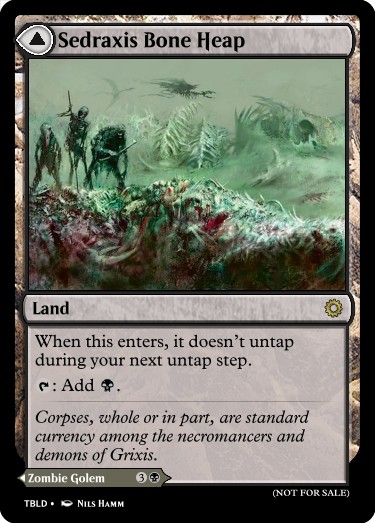 Sedraxis Bone Heap
Land
When this enters, it doesn't untap
during your next untap step.
: Add .
Corpses, whole or in part, are standard
currency among the necromancers and
demons of Grixis.
Zombie Golem 3
(NOT FOR SALE)
TBLD • Nils Hamm